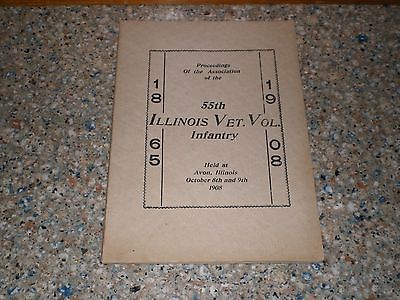 Proceedings
Of the Association
of the
18 19
55th
ILLINOIS VET. VOL.
Infantry
65 08
Held at
Avon, Illinois
October 8th and 9th
1908